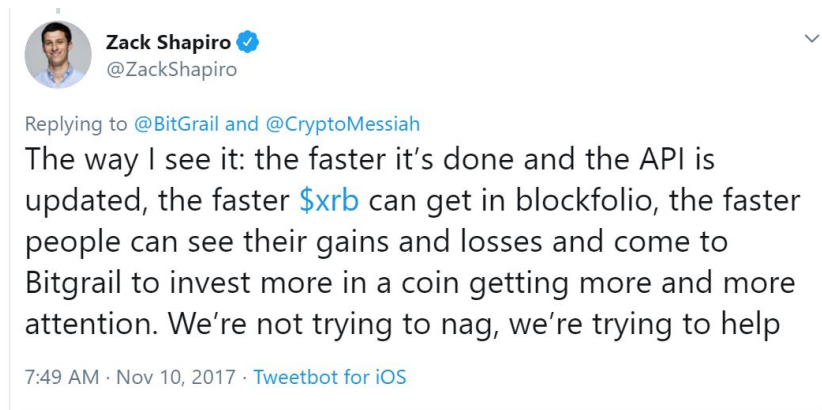 Zack Shapiro
@ZackShapiro
Replying to @BitGrail and @CryptoMessiah
The way I see it: the faster it’s done and the API is
updated, the faster $xrb can get in blockfolio, the faster
people can see their gains and losses and come to
Bitgrail to invest more in a coin getting more and more
attention. We’re not trying to nag, we’re trying to help
7:49 AM · Nov 10, 2017 · Tweetbot for iOS